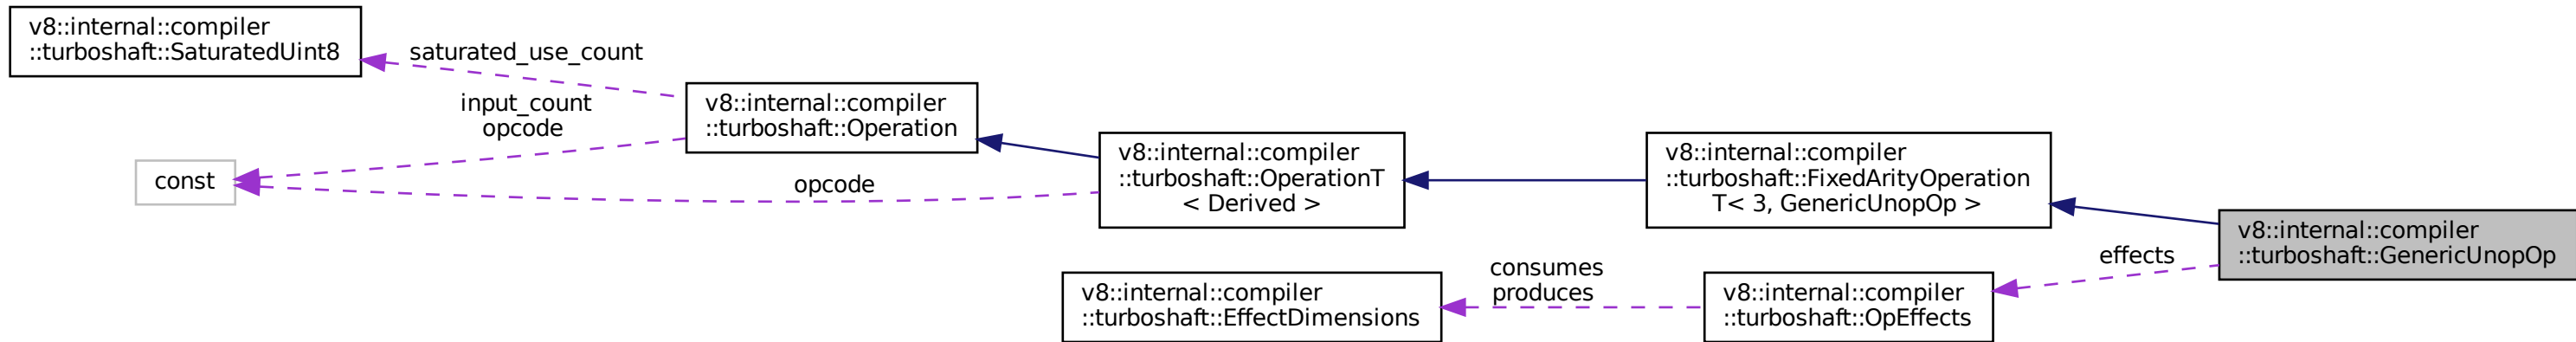 v8::internal::compiler
::turboshaft::SaturatedUint8
saturated_use_count
input_count
opcode
v8::internal::compiler
::turboshaft::Operation
const
opcode
v8::internal::compiler
::turboshaft::OperationT
< Derived >
v8::internal::compiler
::turboshaft::FixedArityOperation
T< 3, GenericUnopOp >
v8::internal::compiler
::turboshaft::GenericUnopOp
effects
v8::internal::compiler
::turboshaft::EffectDimensions
consumes
produces
v8::internal::compiler
::turboshaft::OpEffects